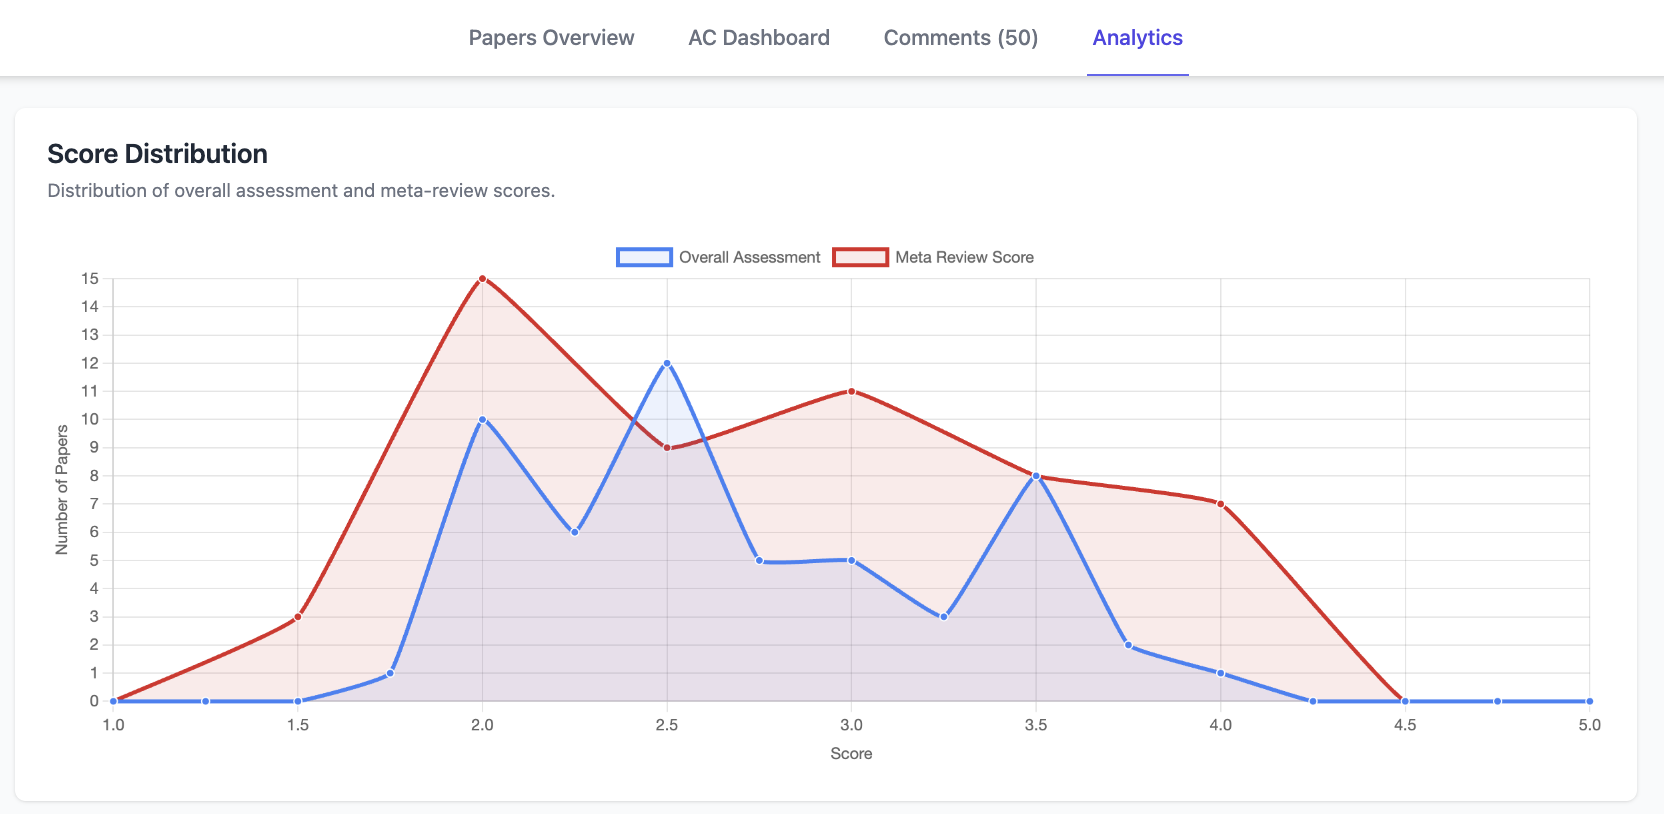 Papers Overview AC Dashboard Comments (50) Analytics
Score Distribution
Distribution of overall assessment and meta-review scores.
Overall Assessment Meta Review Score
15
14
13
12
11
10
9
8
7
6
5
4
3
2
1
0
Number of Papers
1.0 1.5 2.0 2.5 3.0 3.5 4.0 4.5 5.0
Score